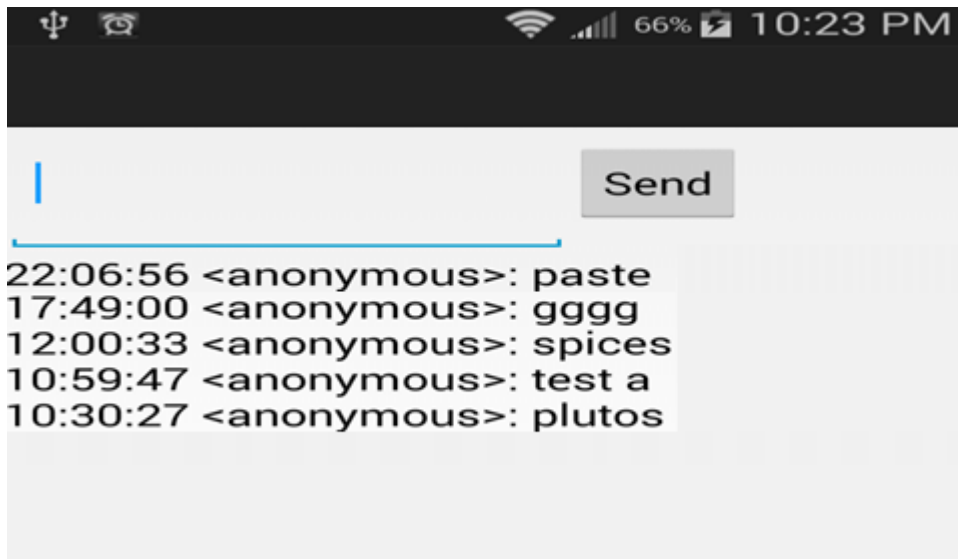 66% 10:23 PM
Send
22:06:56 <anonymous>: paste
17:49:00 <anonymous>: gggg
12:00:33 <anonymous>: spices
10:59:47 <anonymous>: test a
10:30:27 <anonymous>: plutos